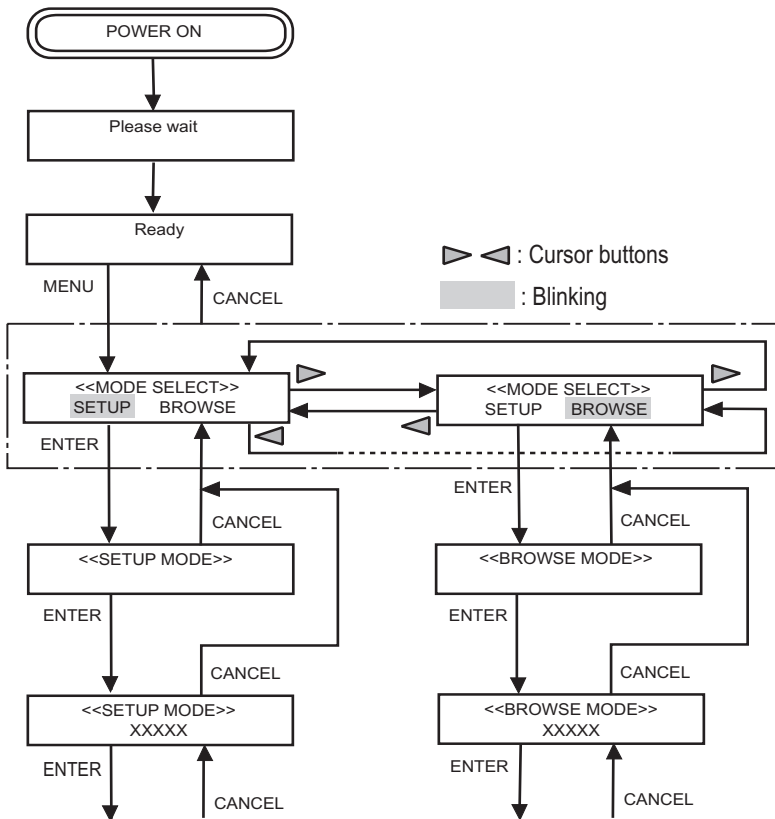 POWER ON
Please wait
Ready
: Cursor buttons
: Blinking
MENU
CANCEL
<<MODE SELECT>>
SETUP BROWSE
<<MODE SELECT>>
SETUP BROWSE
ENTER
CANCEL
ENTER
CANCEL
<<SETUP MODE>>
<<BROWSE MODE>>
ENTER
CANCEL
ENTER
CANCEL
<<SETUP MODE>>
XXXXX
<<BROWSE MODE>>
XXXXX
ENTER
CANCEL
ENTER
CANCEL